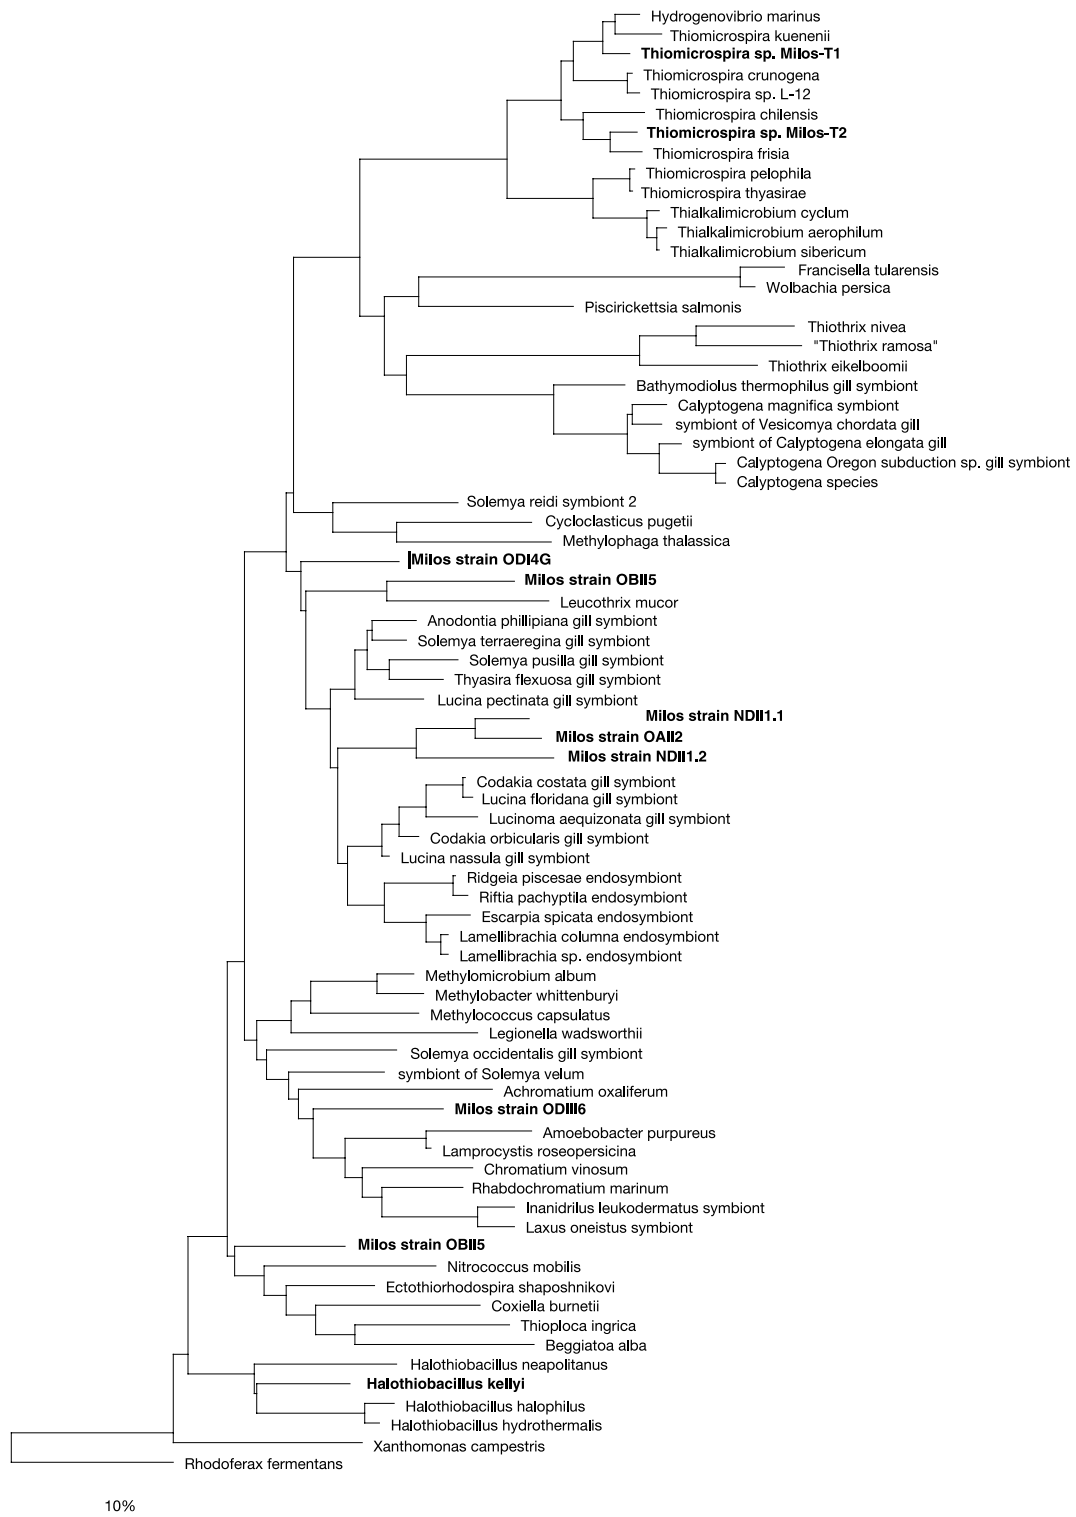 Hydrogenovibrio marinus
Thiomicrospira kuenenii
Thiomicrospira sp. Milos-T1
Thiomicrospira crunogena
Thiomicrospira sp. L-12
Thiomicrospira chilensis
Thiomicrospira sp. Milos-T2
Thiomicrospira frisia
Thiomicrospira pelophila
Thiomicrospira thyasirae
Thialkalimicrobium cyclum
Thialkalimicrobium aerophilum
Thialkalimicrobium sibericum
Francisella tularensis
Wolbachia persica
Piscirickettsia salmonis
Thiothrix nivea
"Thiothrix ramosa"
Thiothrix eikelboomii
Bathymodiolus thermophilus gill symbiont
Calyptogena magnifica symbiont
symbiont of Vesicomya chordata gill
symbiont of Calyptogena elongata gill
Calyptogena Oregon subduction sp. gill symbiont
Calyptogena species
Solemya reidi symbiont 2
Cycloclasticus pugetii
Methylophaga thalassica
Milos strain ODI4G
Milos strain OBII5
Leucothrix mucor
Anodontia phillipiana gill symbiont
Solemya terraeregina gill symbiont
Solemya pusilla gill symbiont
Thyasira flexuosa gill symbiont
Lucina pectinata gill symbiont
Milos strain NDII1.1
Milos strain OAII2
Milos strain NDII1.2
Codakia costata gill symbiont
Lucina floridana gill symbiont
Lucinoma aequizonata gill symbiont
Codakia orbicularis gill symbiont
Lucina nassula gill symbiont
Ridgeia piscesae endosymbiont
Riftia pachyptila endosymbiont
Escarpia spicata endosymbiont
Lamellibrachia columna endosymbiont
Lamellibrachia sp. endosymbiont
Methylomicrobium album
Methylobacter whittenburyi
Methylococcus capsulatus
Legionella wadsworthii
Solemya occidentalis gill symbiont
symbiont of Solemya velum
Achromatium oxaliferum
Milos strain ODIII6
Amoebobacter purpureus
Lamprocystis roseopersicina
Chromatium vinosum
Rhabdochromatium marinum
Inanidrilus leukodermatus symbiont
Laxus oneistus symbiont
Milos strain OBII5
Nitrococcus mobilis
Ectothiorhodospira shaposhnikovi
Coxiella burnetii
Thioploca ingrica
Beggiatoa alba
Halothiobacillus neapolitanus
Halothiobacillus kellyi
Halothiobacillus halophilus
Halothiobacillus hydrothermalis
Xanthomonas campestris
Rhodoferax fermentans
10%